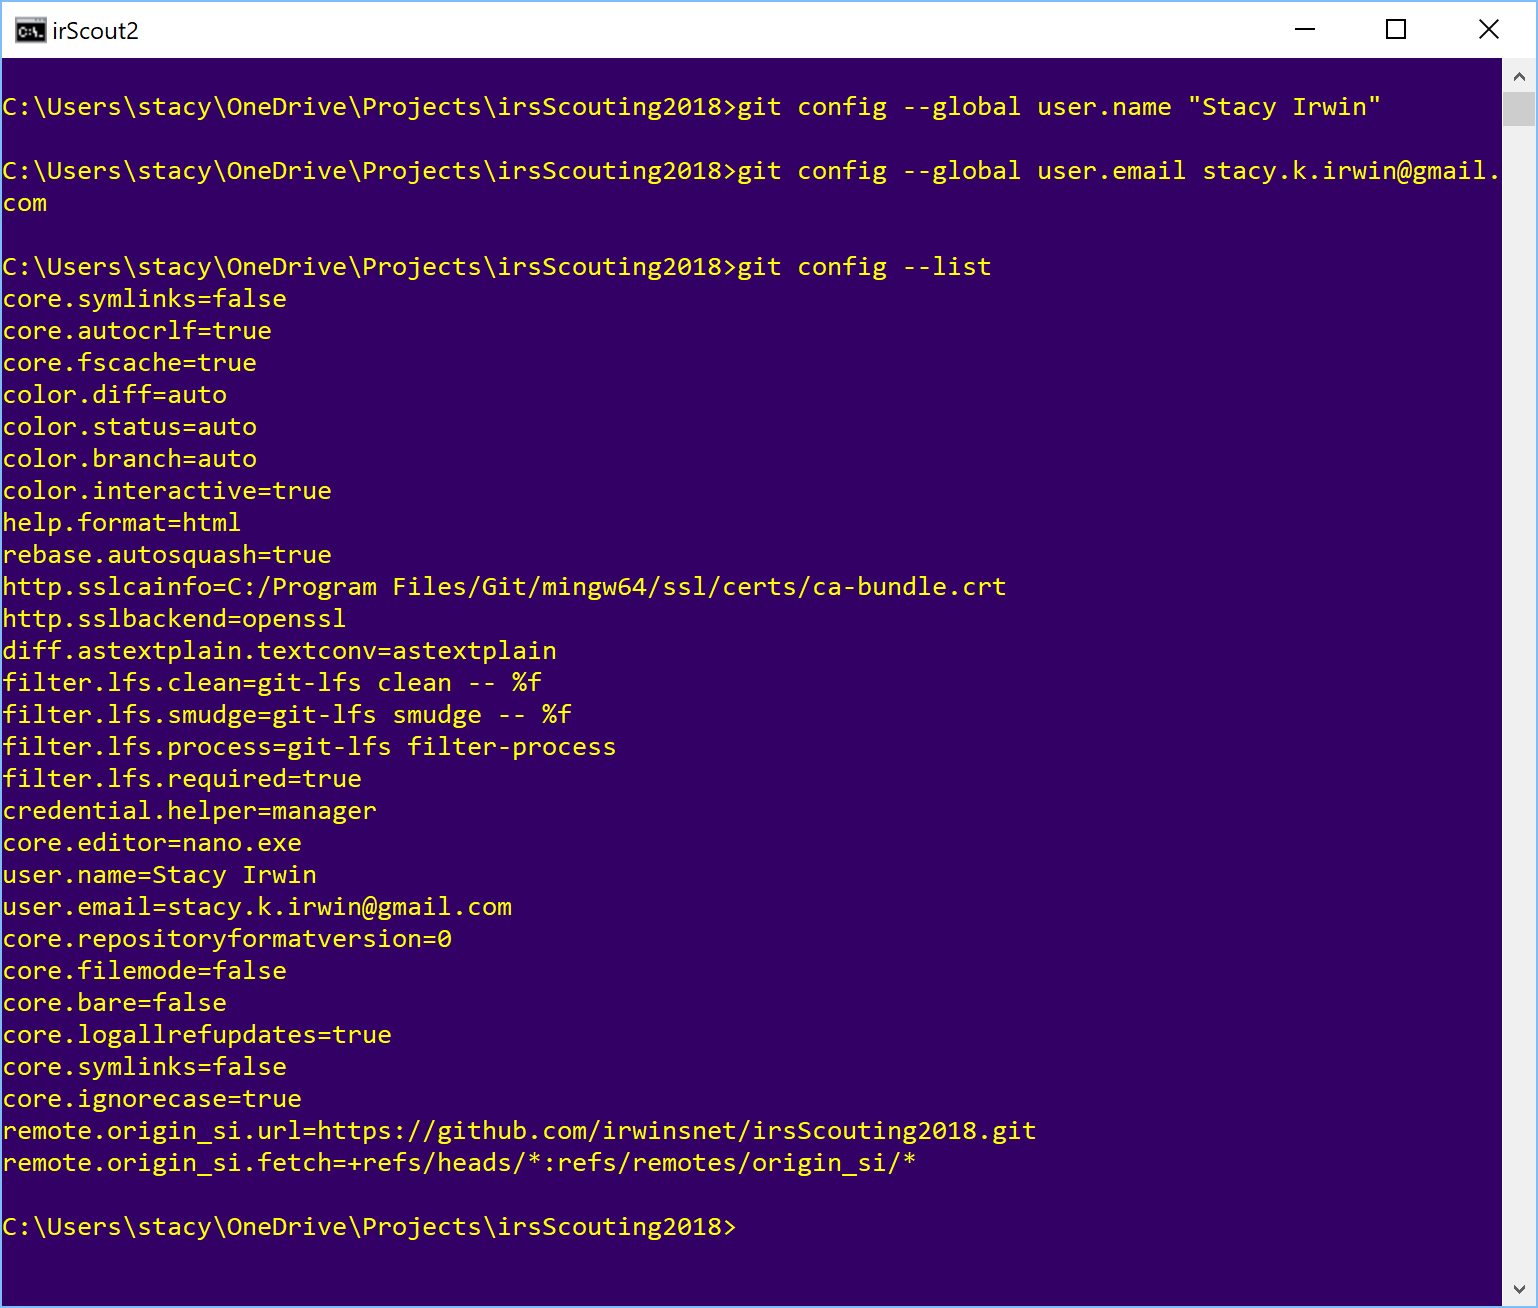 irScout2
C:\Users\stacy\OneDrive\Projects\irsScouting2018>git config --global user.name "Stacy Irwin"
C:\Users\stacy\OneDrive\Projects\irsScouting2018>git config --global user.email stacy.k.irwin@gmail.
com
C:\Users\stacy\OneDrive\Projects\irsScouting2018>git config --list
core.symlinks=false
core.autocrlf=true
core.fscache=true
color.diff=auto
color.status=auto
color.branch=auto
color.interactive=true
help.format=html
rebase.autosquash=true
http.sslcainfo=C:/Program Files/Git/mingw64/ssl/certs/ca-bundle.crt
http.sslbackend=openssl
diff.astextplain.textconv=astextplain
filter.lfs.clean=git-lfs clean -- %f
filter.lfs.smudge=git-lfs smudge -- %f
filter.lfs.process=git-lfs filter-process
filter.lfs.required=true
credential.helper=manager
core.editor=nano.exe
user.name=Stacy Irwin
user.email=stacy.k.irwin@gmail.com
core.repositoryformatversion=0
core.filemode=false
core.bare=false
core.logallrefupdates=true
core.symlinks=false
core.ignorecase=true
remote.origin_si.url=https://github.com/irwinsnet/irsScouting2018.git
remote.origin_si.fetch=+refs/heads/*:refs/remotes/origin_si/*
C:\Users\stacy\OneDrive\Projects\irsScouting2018>